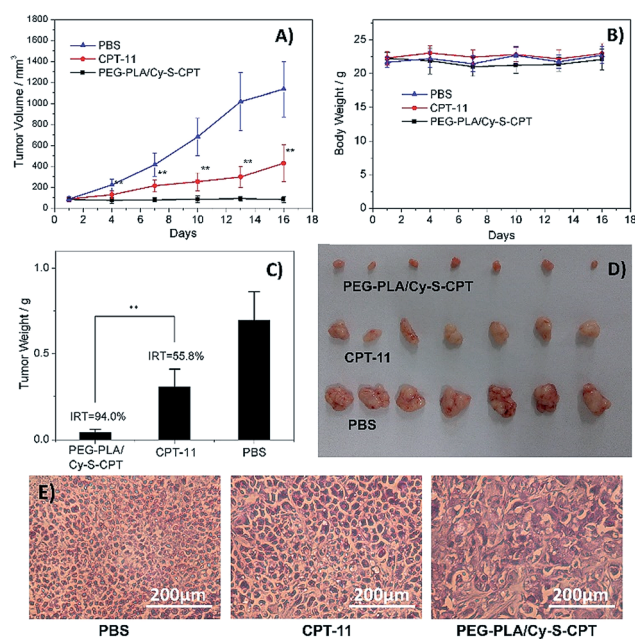 A)
Tumor Volume / mm³
1800
1600
1400
1200
1000
800
600
400
200
0
PBS
CPT-11
PEG-PLA/Cy-S-CPT
**
**
**
**
**
0 2 4 6 8 10 12 14 16 18
Days
B)
Body Weight / g
30
25
20
15
10
5
0
PBS
CPT-11
PEG-PLA/Cy-S-CPT
0 2 4 6 8 10 12 14 16 18
Days
C)
Tumor Weight / g
1.0
0.5
0.0
**
IRT=94.0%
IRT=55.8%
PEG-PLA/
Cy-S-CPT
CPT-11
PBS
D)
PEG-PLA/Cy-S-CPT
CPT-11
PBS
E)
200μm
200μm
200μm
PBS
CPT-11
PEG-PLA/Cy-S-CPT